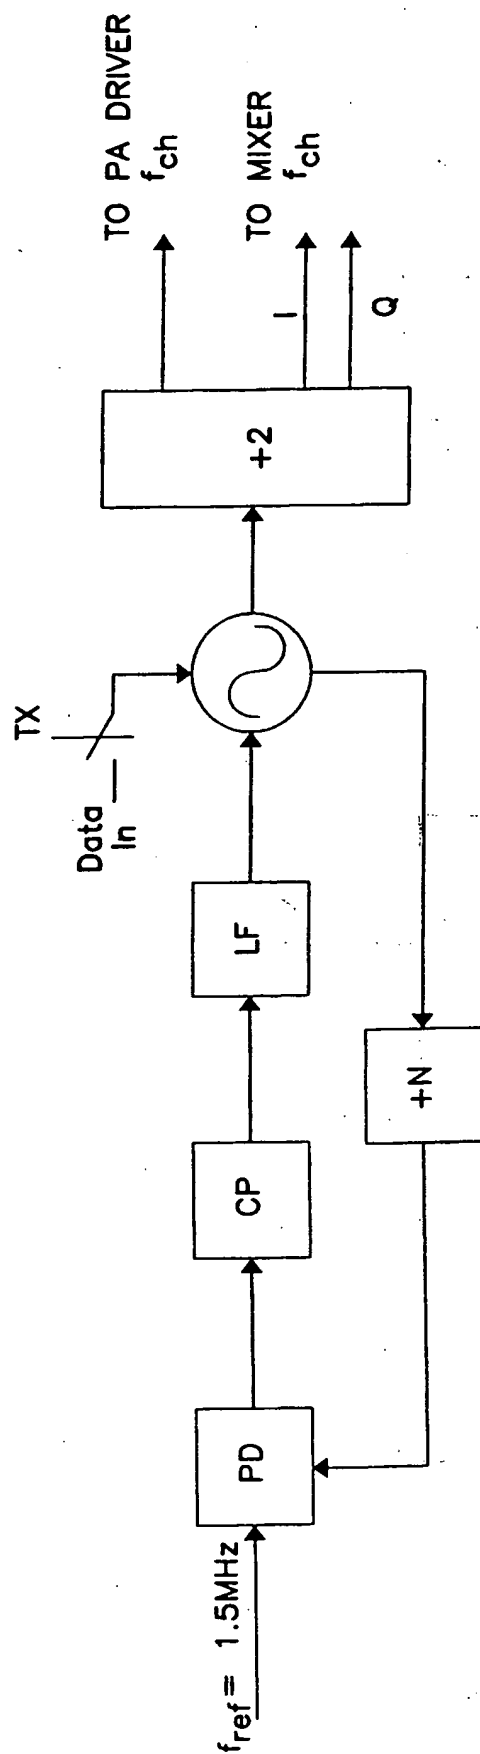 f_ref = 1.5MHz
PD
CP
LF
+N
Data
In
TX
+2
TO PA DRIVER
f_ch
TO MIXER
f_ch
I
Q